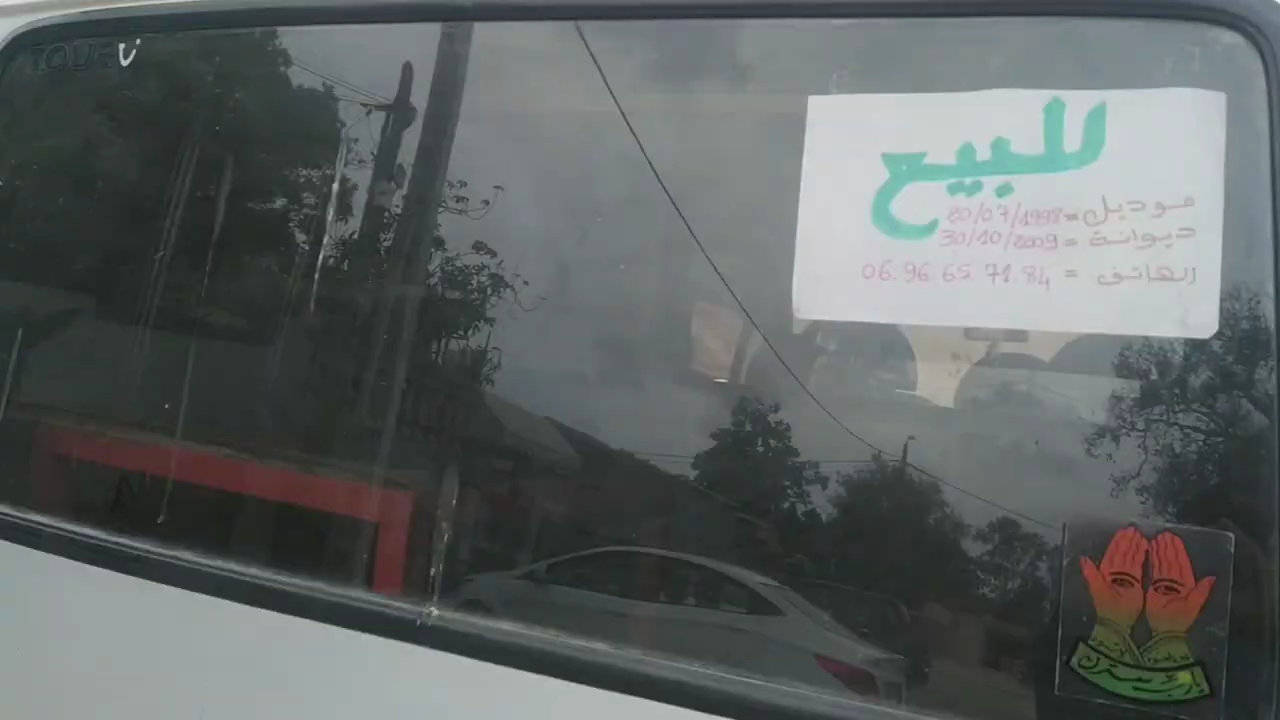 للبيع
موديل = 20/07/1998
ديوانة = 30/10/2009
الهاتف = 06.96.65.71.84